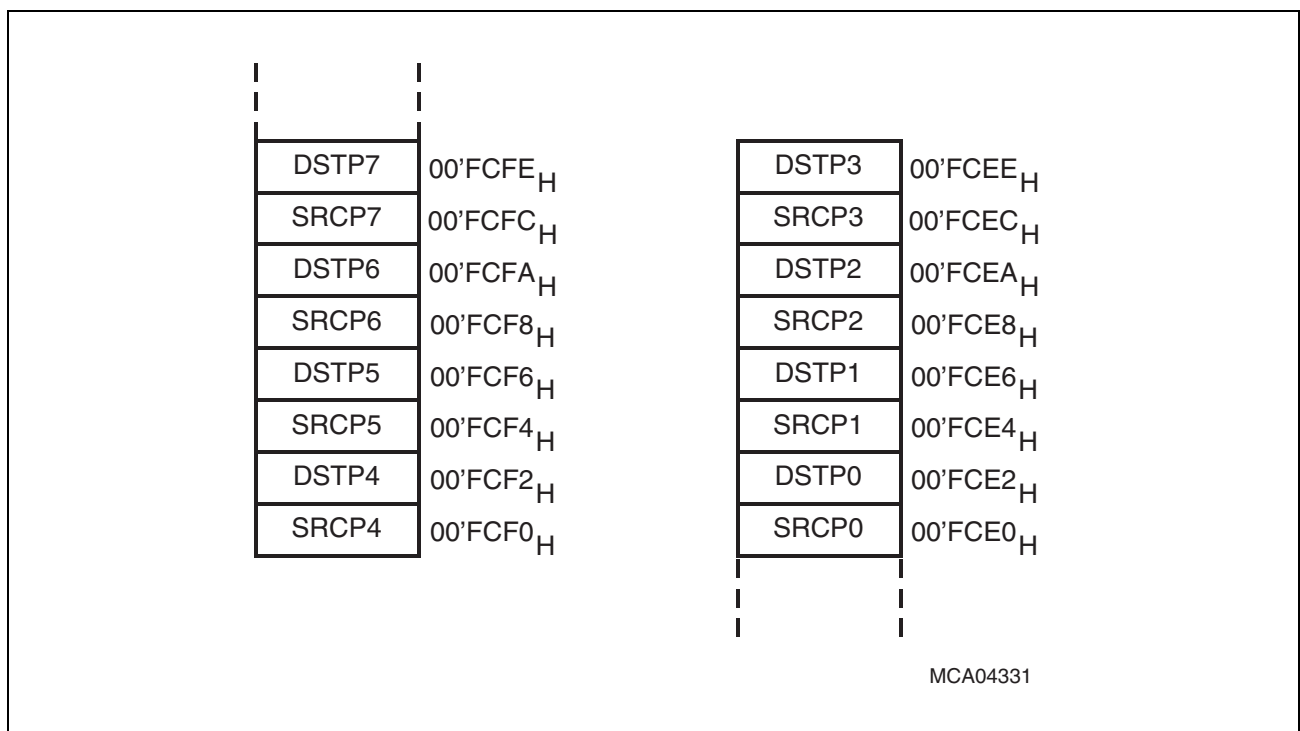 DSTP7 00'FCFEH
SRCP7 00'FCFCH
DSTP6 00'FCFAH
SRCP6 00'FCF8H
DSTP5 00'FCF6H
SRCP5 00'FCF4H
DSTP4 00'FCF2H
SRCP4 00'FCF0H
DSTP3 00'FCEEH
SRCP3 00'FCECH
DSTP2 00'FCEAH
SRCP2 00'FCE8H
DSTP1 00'FCE6H
SRCP1 00'FCE4H
DSTP0 00'FCE2H
SRCP0 00'FCE0H
MCA04331